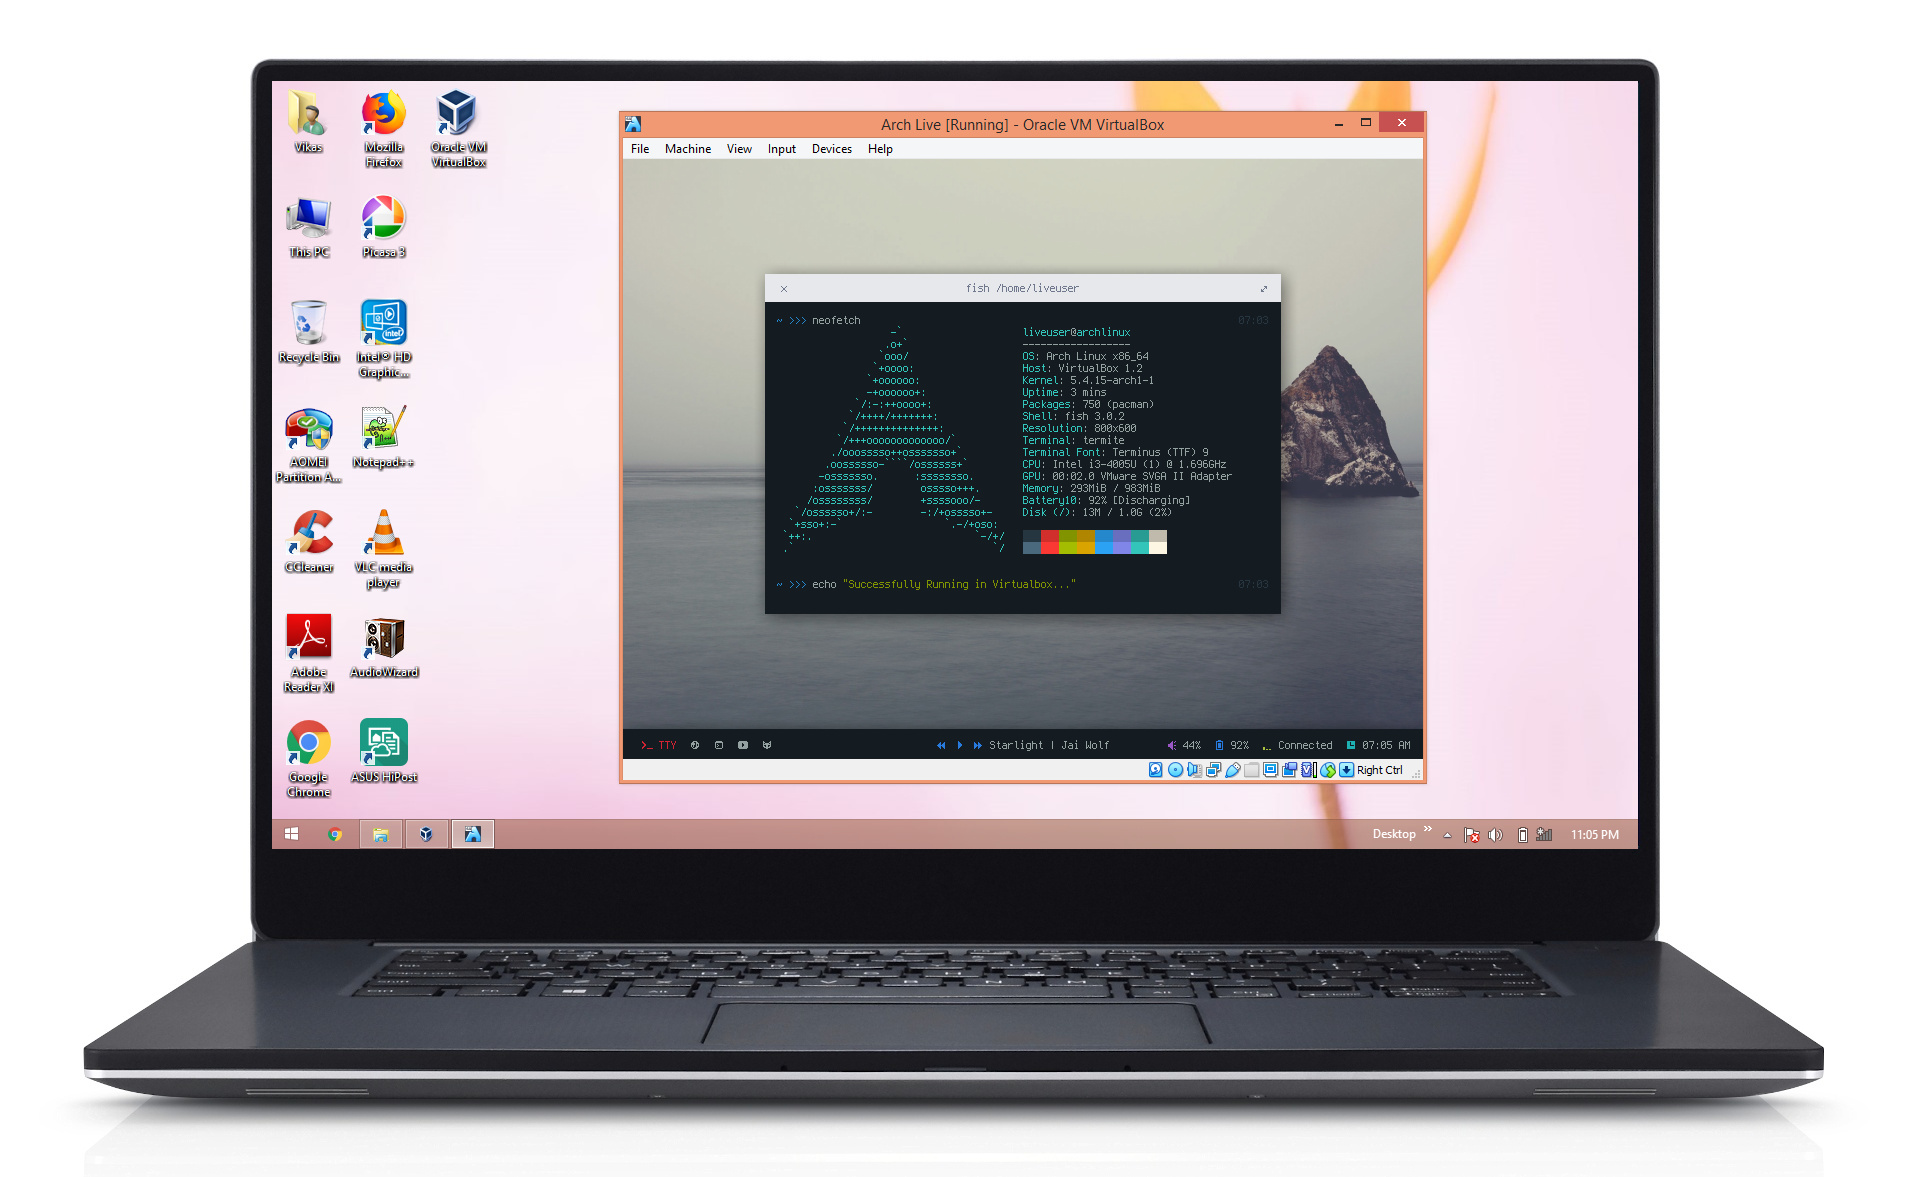 Vikas
Mozilla
Firefox
Oracle VM
VirtualBox
This PC
Picasa 3
Recycle Bin
Intel® HD
Graphic...
intel
AOMEI
Partition A...
Notepad++
CCleaner
VLC media
player
Adobe
Reader XI
AudioWizard
Google
Chrome
ASUS HiPost
Arch Live [Running] - Oracle VM VirtualBox
File Machine View Input Devices Help
fish /home/liveuser
~ >>> neofetch 07:03
liveuser@archlinux
------------------
OS: Arch Linux x86_64
Host: VirtualBox 1.2
Kernel: 5.4.15-arch1-1
Uptime: 3 mins
Packages: 750 (pacman)
Shell: fish 3.0.2
Resolution: 800x600
Terminal: termite
Terminal Font: Terminus (TTF) 9
CPU: Intel i3-4005U (1) @ 1.696GHz
GPU: 00:02.0 VMware SVGA II Adapter
Memory: 293MiB / 983MiB
Battery10: 92% [Discharging]
Disk (/): 13M / 1.0G (2%)
~ >>> echo "Successfully Running in Virtualbox..." 07:03
>_ TTY Starlight | Jai Wolf 44% 92% Connected 07:05 AM
Right Ctrl
Desktop » 11:05 PM